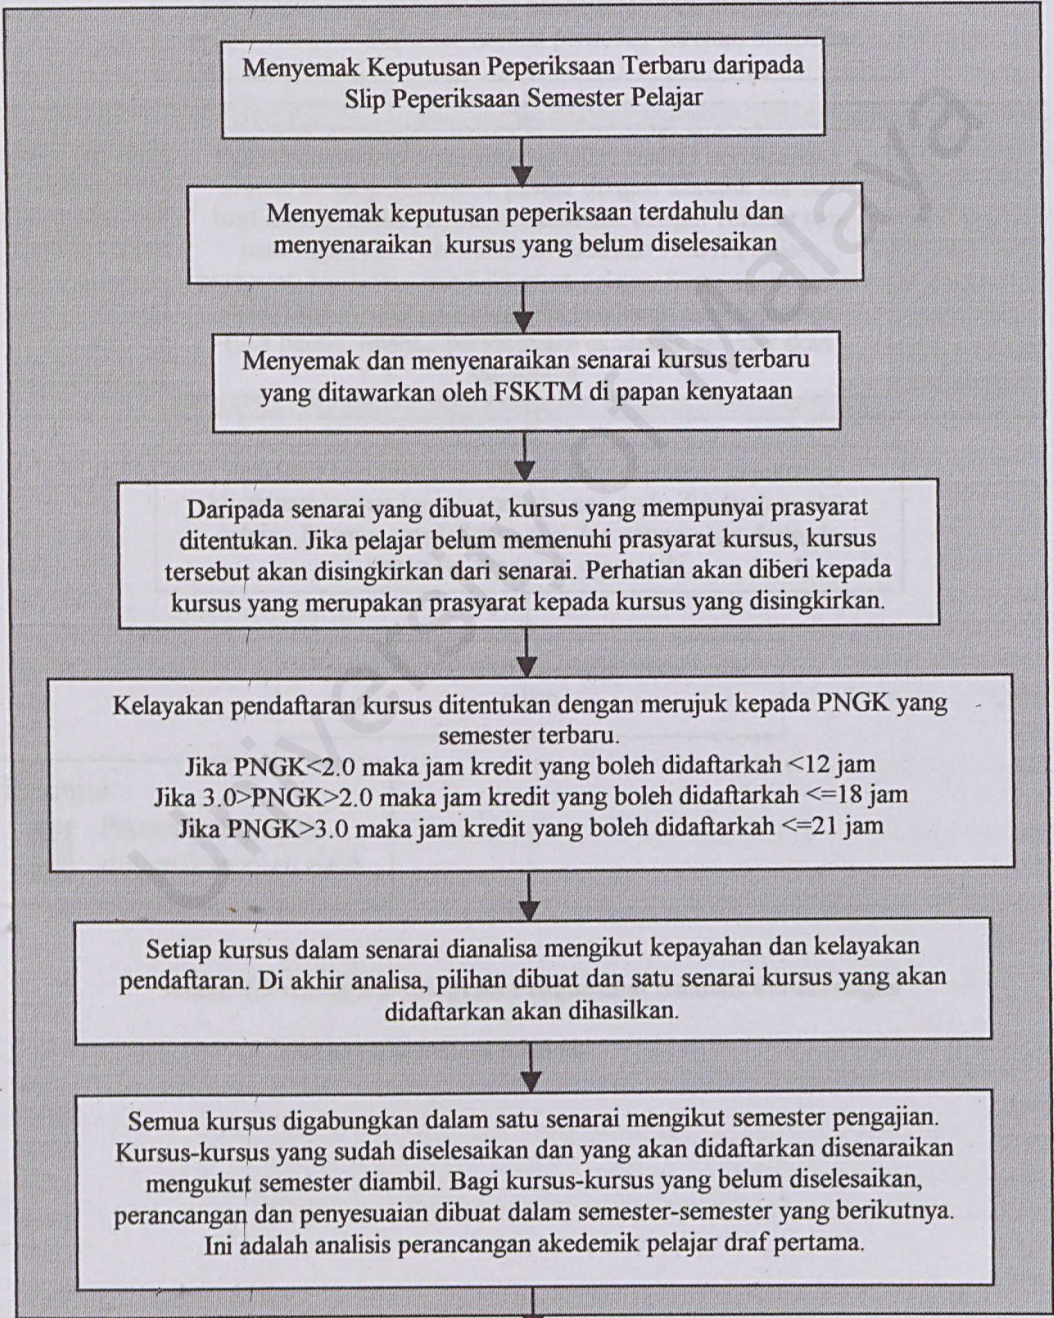 Menyemak Keputusan Peperiksaan Terbaru daripada
Slip Peperiksaan Semester Pelajar
Menyemak keputusan peperiksaan terdahulu dan
menyenaraikan kursus yang belum diselesaikan
Menyemak dan menyenaraikan senarai kursus terbaru
yang ditawarkan oleh FSKTM di papan kenyataan
Daripada senarai yang dibuat, kursus yang mempunyai prasyarat
ditentukan. Jika pelajar belum memenuhi prasyarat kursus, kursus
tersebut akan disingkirkan dari senarai. Perhatian akan diberi kepada
kursus yang merupakan prasyarat kepada kursus yang disingkirkan.
Kelayakan pendaftaran kursus ditentukan dengan merujuk kepada PNGK yang
semester terbaru.
Jika PNGK<2.0 maka jam kredit yang boleh didaftarkah <12 jam
Jika 3.0>PNGK>2.0 maka jam kredit yang boleh didaftarkah <=18 jam
Jika PNGK>3.0 maka jam kredit yang boleh didaftarkah <=21 jam
Setiap kursus dalam senarai dianalisa mengikut kepayahan dan kelayakan
pendaftaran. Di akhir analisa, pilihan dibuat dan satu senarai kursus yang akan
didaftarkan akan dihasilkan.
Semua kursus digabungkan dalam satu senarai mengikut semester pengajian.
Kursus-kursus yang sudah diselesaikan dan yang akan didaftarkan disenaraikan
mengukut semester diambil. Bagi kursus-kursus yang belum diselesaikan,
perancangan dan penyesuaian dibuat dalam semester-semester yang berikutnya.
Ini adalah analisis perancangan akedemik pelajar draf pertama.
University of Malaya